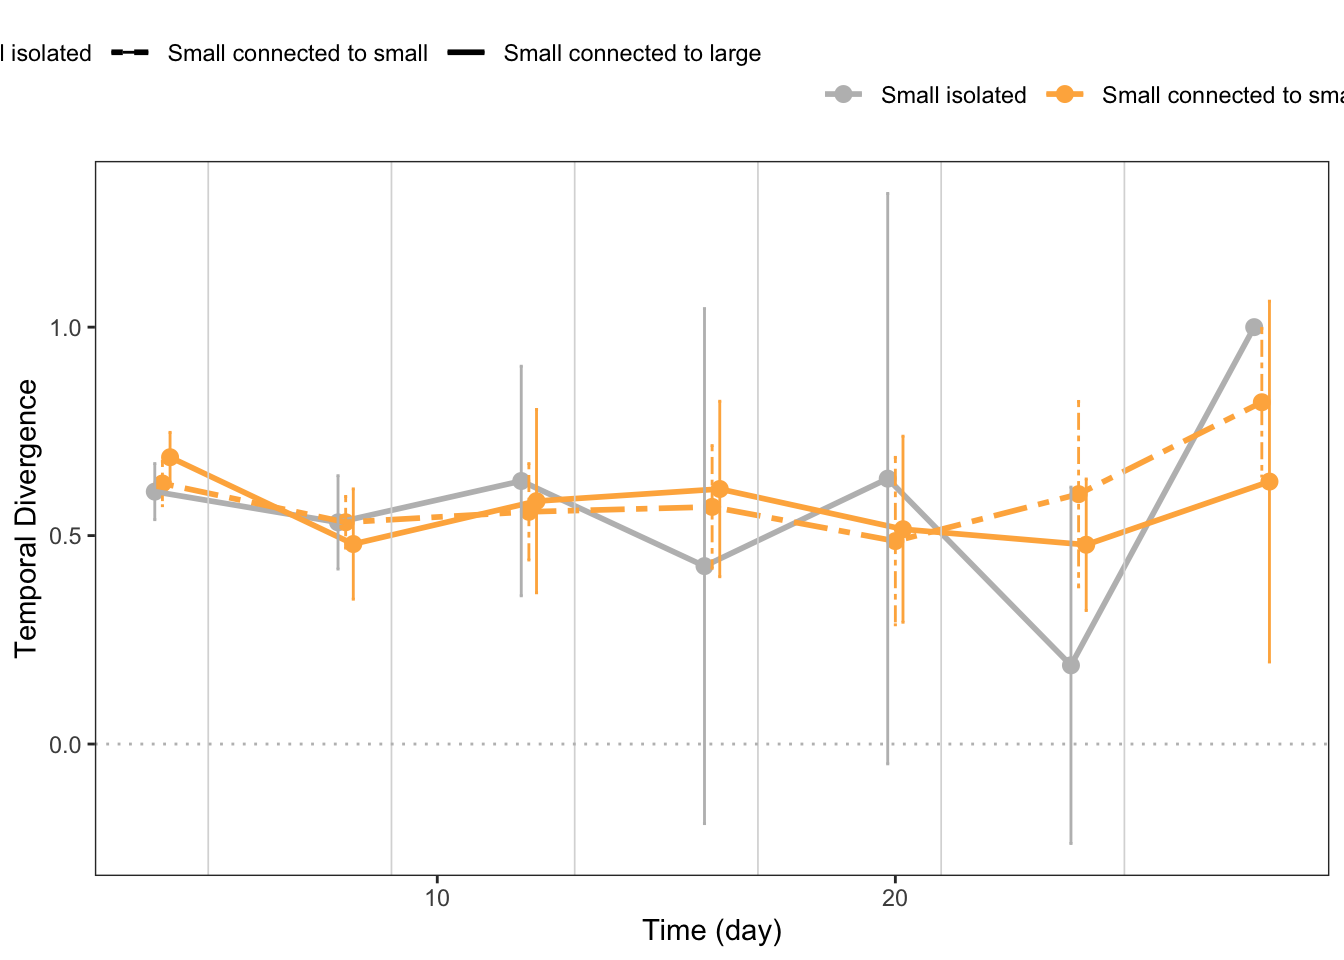 l isolated Small connected to small Small connected to large
Small isolated Small connected to sma
Temporal Divergence
1.0
0.5
0.0
10 20
Time (day)